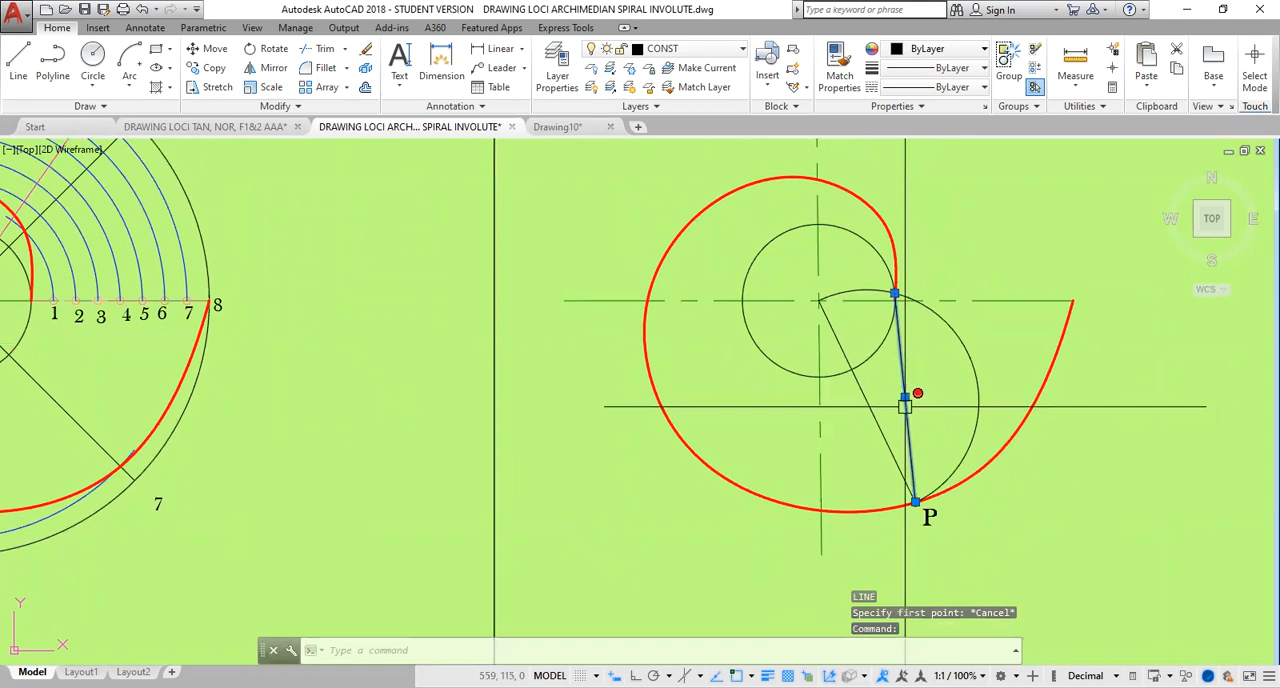 Autodesk AutoCAD 2018 - STUDENT VERSION DRAWING LOCI ARCHIMEDIAN SPIRAL INVOLUTE.dwg
Type a keyword or phrase
Sign In
Home Insert Annotate Parametric View Manage Output Add-ins A360 Featured Apps Express Tools
Line Polyline Circle Arc
Move Rotate Trim
Copy Mirror Fillet
Stretch Scale Array
Text Dimension
Linear
Leader
Table
Layer Properties
CONST
Make Current
Match Layer
Insert
Match Properties
ByLayer
ByLayer
ByLayer
Group
Measure
Paste
Base
Select Mode
Draw Modify Annotation Layers Block Properties Groups Utilities Clipboard View Touch
Start
DRAWING LOCI TAN, NOR, F1&2 AAA*
DRAWING LOCI ARCH... SPIRAL INVOLUTE*
Drawing10*
[−][Top][2D Wireframe]
N
W TOP E
S
WCS
1 2 3 4 5 6 7 8
7
P
LINE
Specify first point: *Cancel*
Command:
Y
X
Type a command
Model Layout1 Layout2
559, 115, 0 MODEL
1:1 / 100%
Decimal